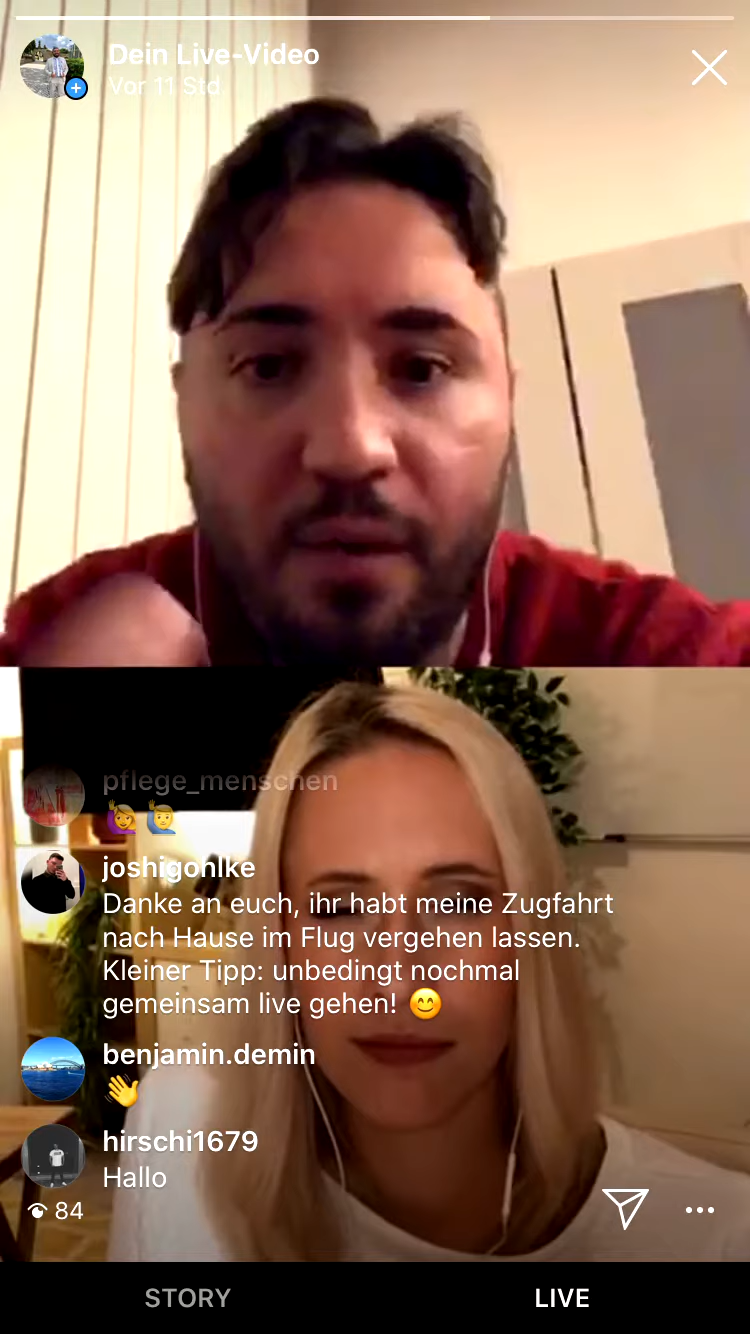 Dein Live-Video
Vor 11 Std
pflege_menschen
🙋‍♀️ 🙋‍♂️
joshigohlke
Danke an euch, ihr habt meine Zugfahrt
nach Hause im Flug vergehen lassen.
Kleiner Tipp: unbedingt nochmal
gemeinsam live gehen! 😊
benjamin.demin
👋
hirschi1679
Hallo
84
STORY
LIVE